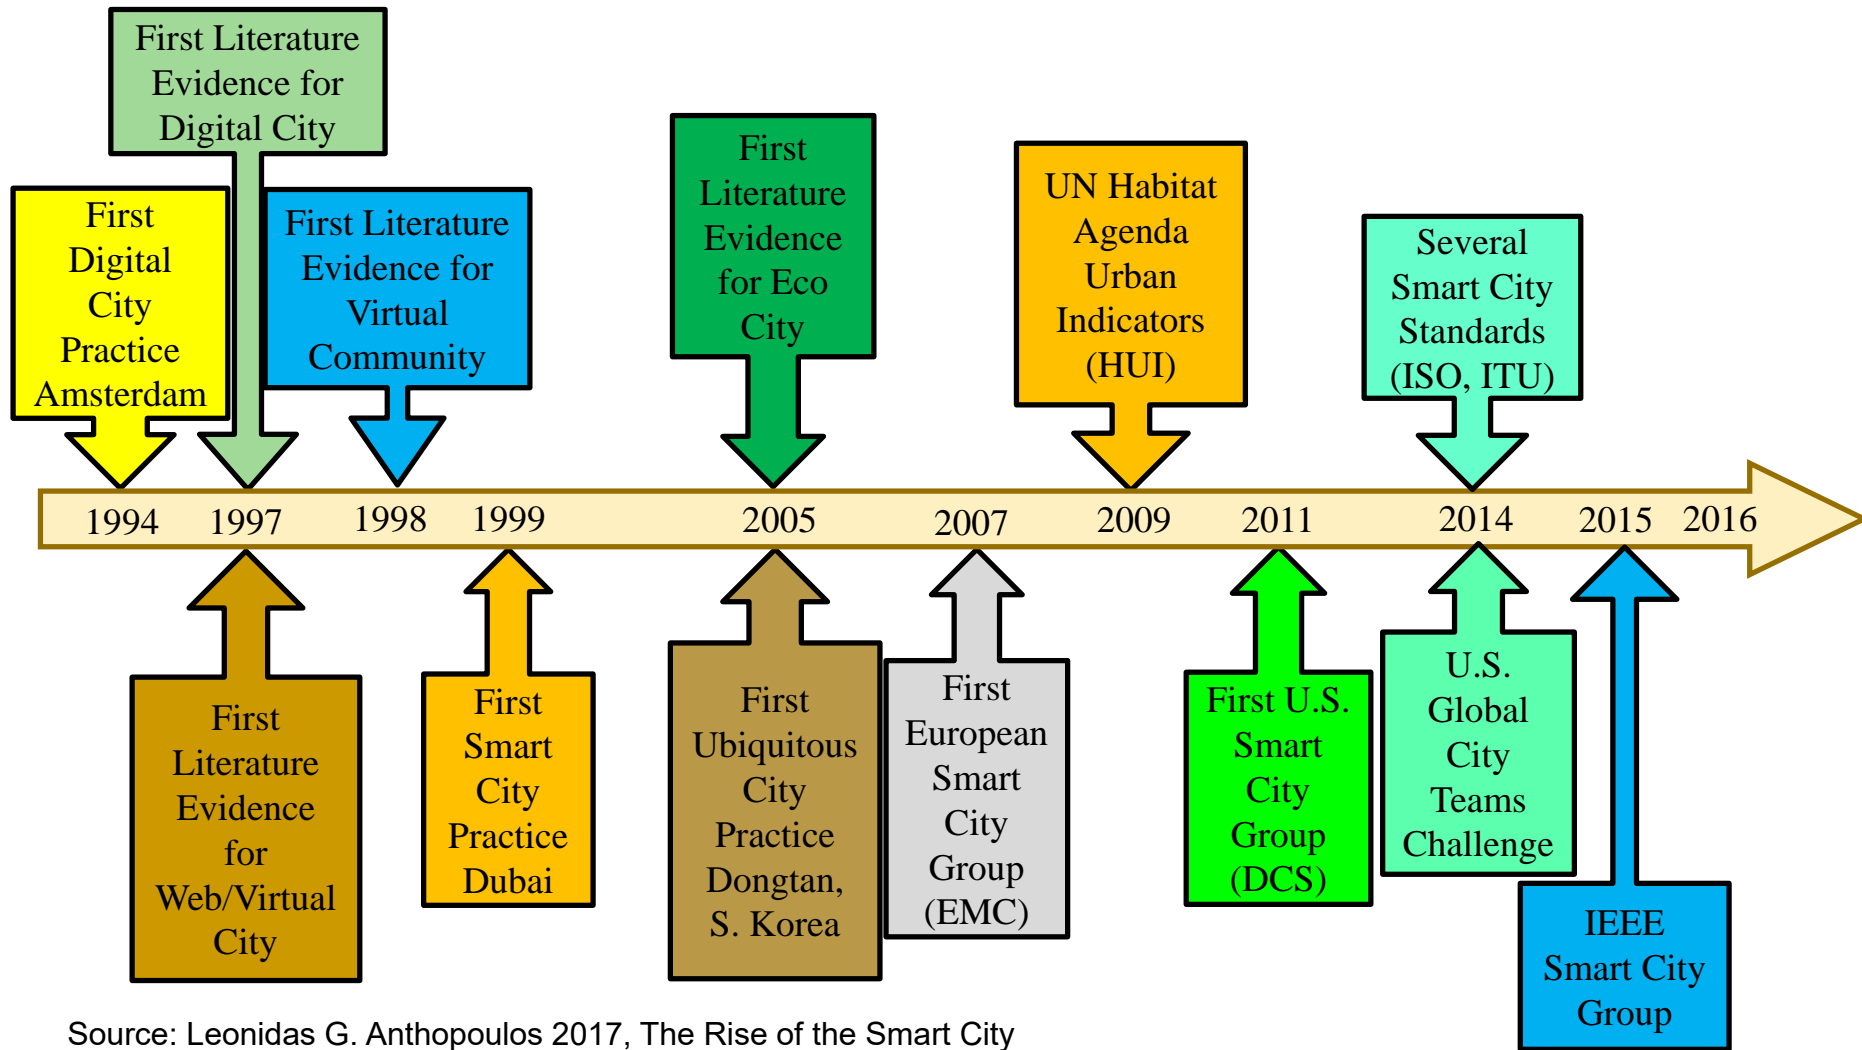 First Literature
Evidence for
Digital City
First
Digital
City
Practice
Amsterdam
First Literature
Evidence for
Virtual
Community
First
Literature
Evidence
for Eco
City
UN Habitat
Agenda
Urban
Indicators
(HUI)
Several
Smart City
Standards
(ISO, ITU)
1994 1997 1998 1999 2005 2007 2009 2011 2014 2015 2016
First
Literature
Evidence
for
Web/Virtual
City
First
Smart
City
Practice
Dubai
First
Ubiquitous
City
Practice
Dongtan,
S. Korea
First
European
Smart
City
Group
(EMC)
First U.S.
Smart
City
Group
(DCS)
U.S.
Global
City
Teams
Challenge
IEEE
Smart City
Group
Source: Leonidas G. Anthopoulos 2017, The Rise of the Smart City